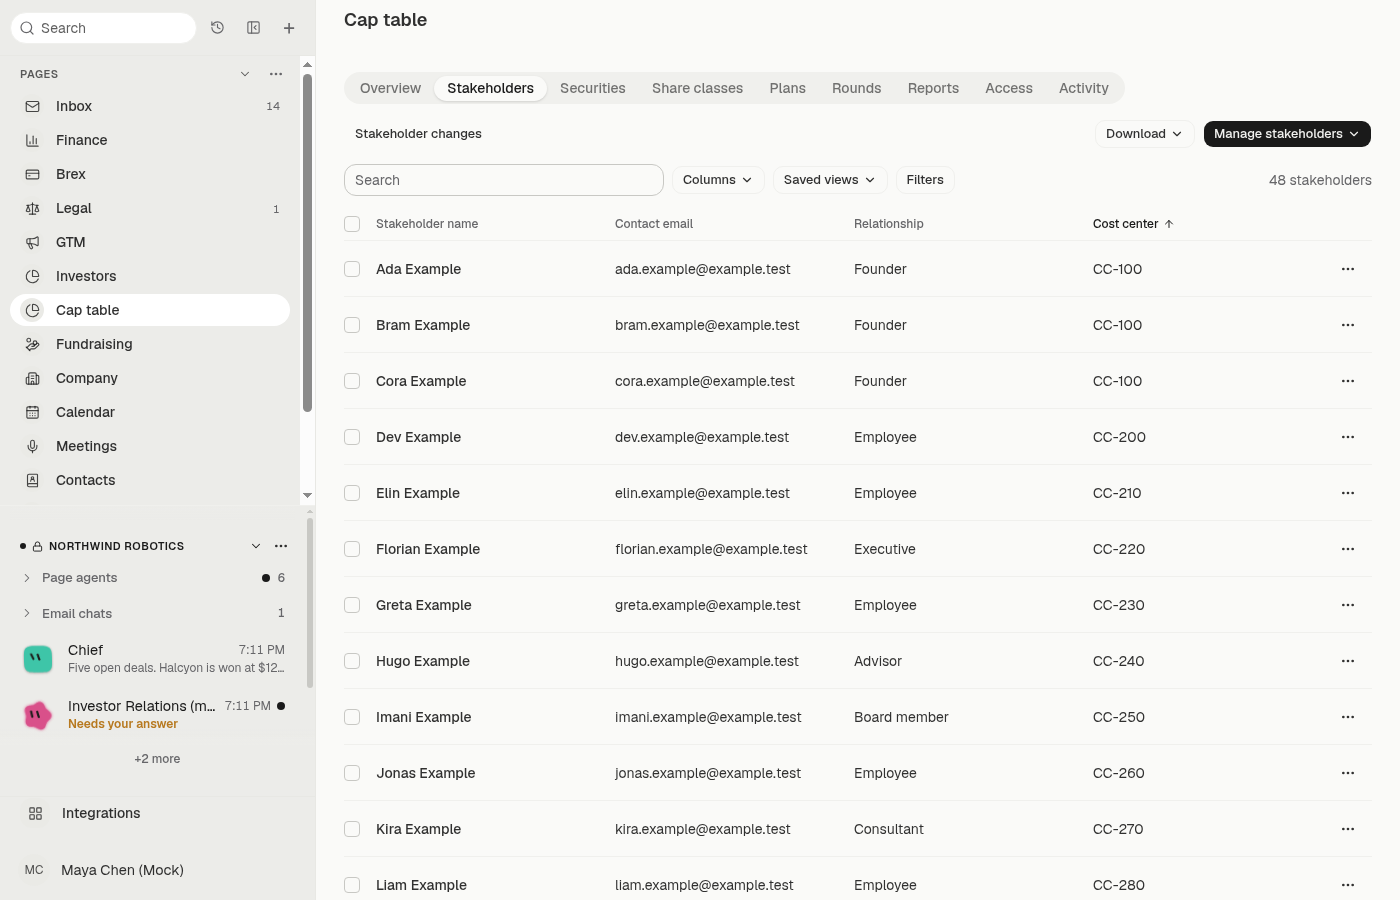 Search
PAGES
Inbox 14
Finance
Brex
Legal 1
GTM
Investors
Cap table
Fundraising
Company
Calendar
Meetings
Contacts
NORTHWIND ROBOTICS
Page agents 6
Email chats 1
Chief 7:11 PM
Five open deals. Halcyon is won at $12...
Investor Relations (m... 7:11 PM
Needs your answer
+2 more
Integrations
MC Maya Chen (Mock)
Cap table
Overview Stakeholders Securities Share classes Plans Rounds Reports Access Activity
Stakeholder changes Download Manage stakeholders
Search Columns Saved views Filters 48 stakeholders
Stakeholder name Contact email Relationship Cost center
Ada Example ada.example@example.test Founder CC-100
Bram Example bram.example@example.test Founder CC-100
Cora Example cora.example@example.test Founder CC-100
Dev Example dev.example@example.test Employee CC-200
Elin Example elin.example@example.test Employee CC-210
Florian Example florian.example@example.test Executive CC-220
Greta Example greta.example@example.test Employee CC-230
Hugo Example hugo.example@example.test Advisor CC-240
Imani Example imani.example@example.test Board member CC-250
Jonas Example jonas.example@example.test Employee CC-260
Kira Example kira.example@example.test Consultant CC-270
Liam Example liam.example@example.test Employee CC-280